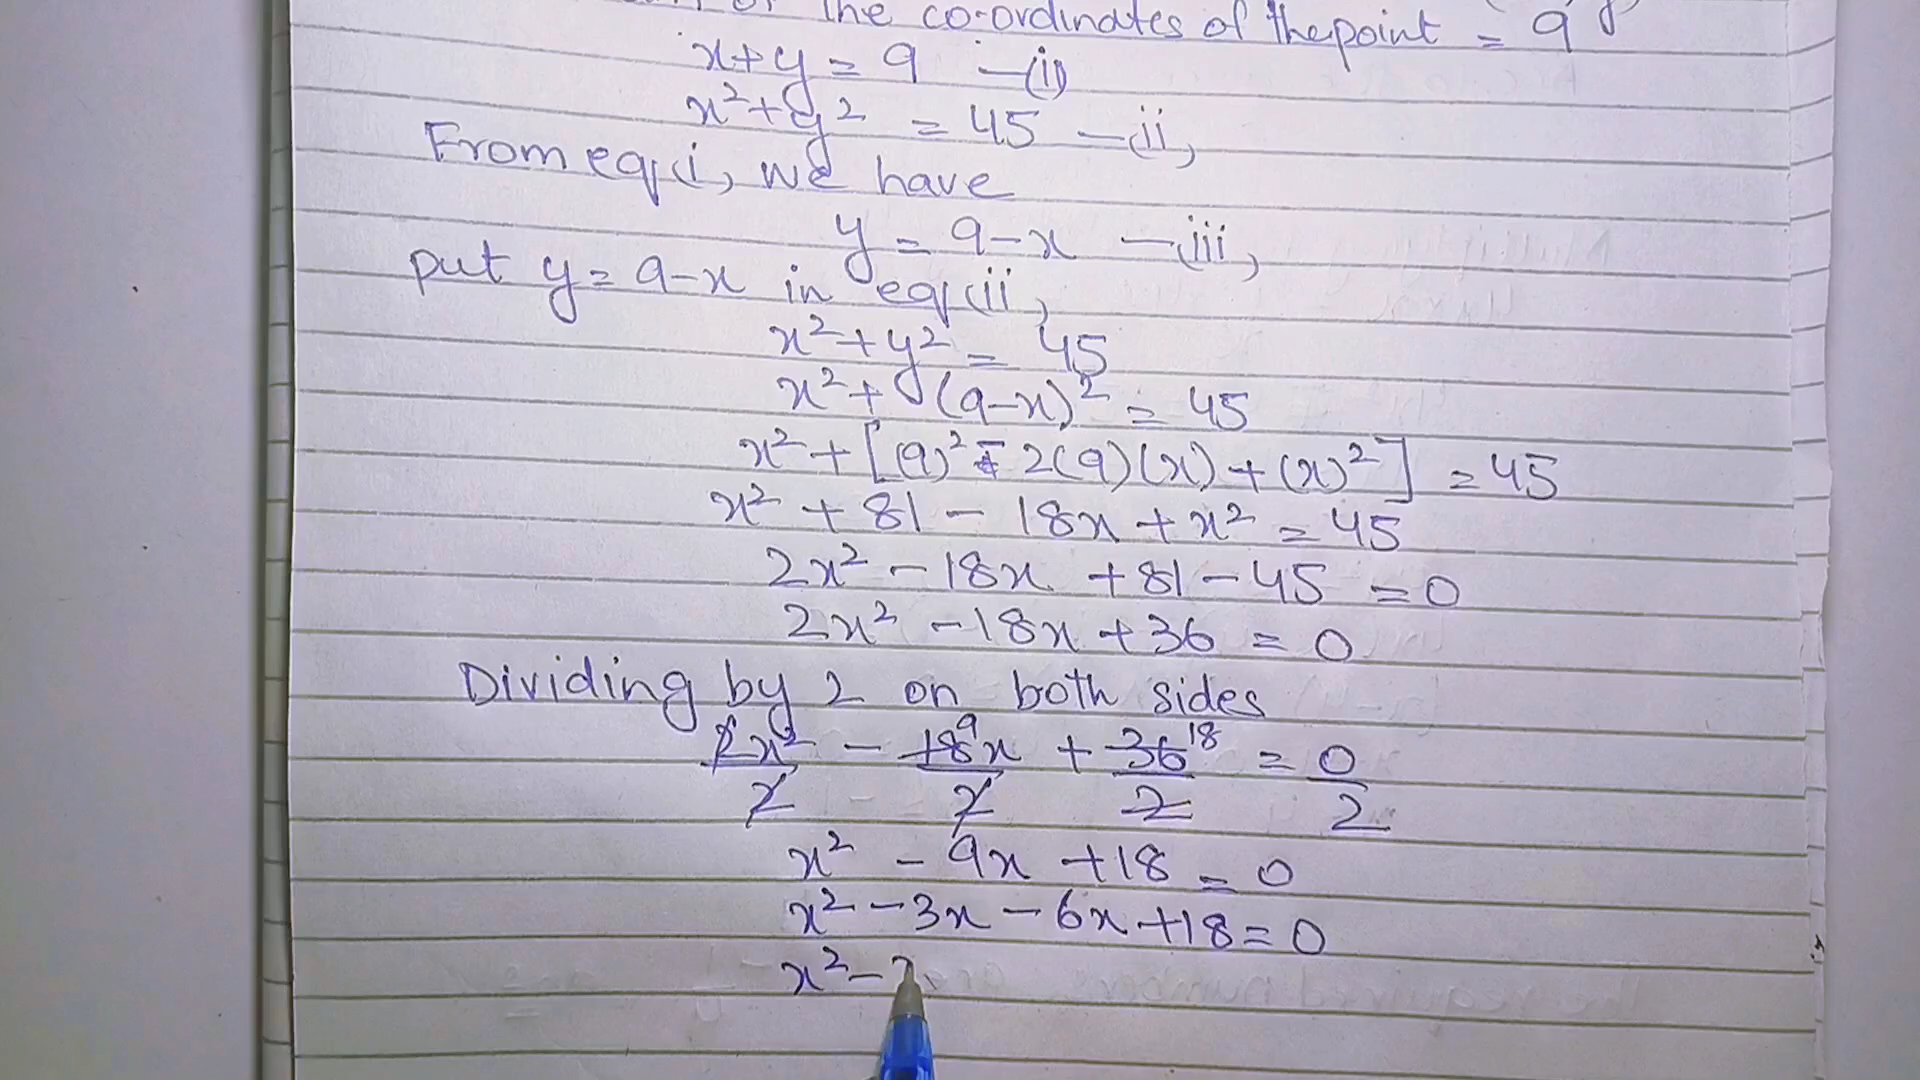 the co-ordinates of the point = 9
x+y = 9 —(i)
x²+y² = 45 —(ii)
From eq(i), we have
y = 9-x —(iii)
put y = 9-x in eq(ii)
x²+y² = 45
x²+(9-x)² = 45
x²+[(9)²-2(9)(x)+(x)²] = 45
x² + 81 - 18x + x² = 45
2x² - 18x + 81 - 45 = 0
2x² - 18x + 36 = 0
Dividing by 2 on both sides
2x²/2 - 18x/2 9 + 36/2 18 = 0/2
x² - 9x + 18 = 0
x² - 3x - 6x + 18 = 0
x² -